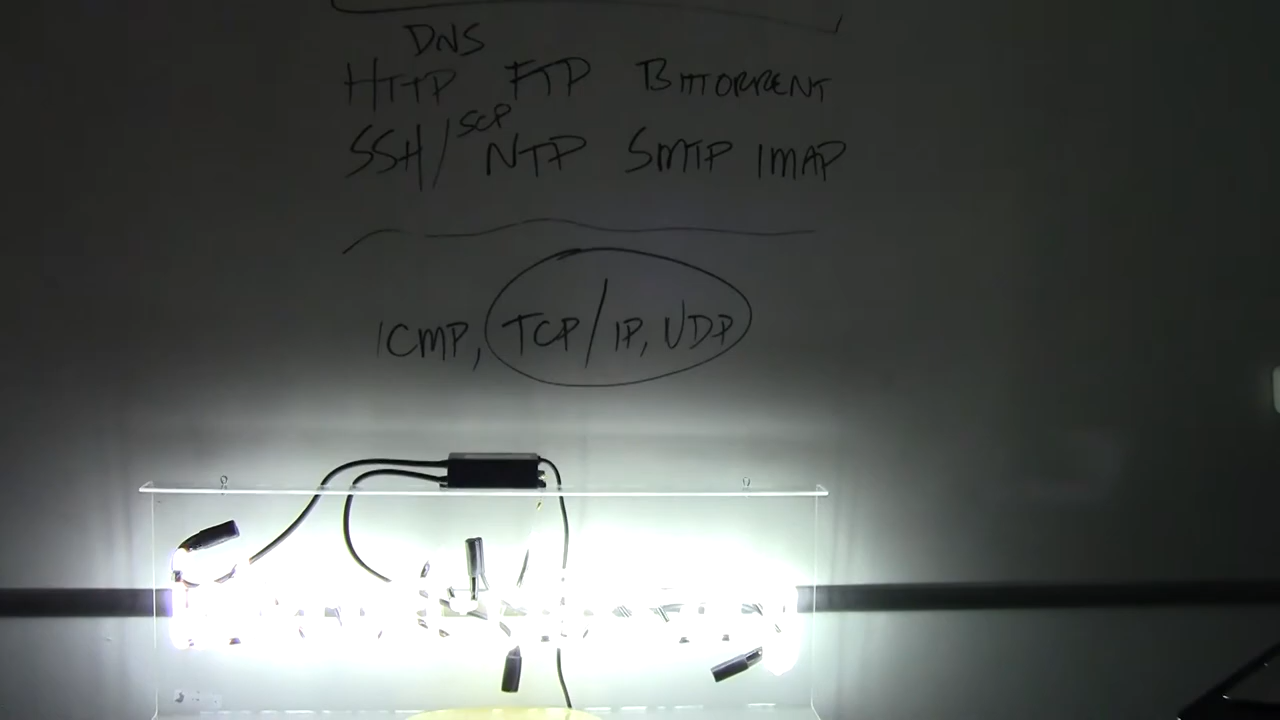 DNS
HTTP FTP BITTORRENT
SSH/SCP NTP SMTP IMAP
ICMP, TCP/IP, UDP